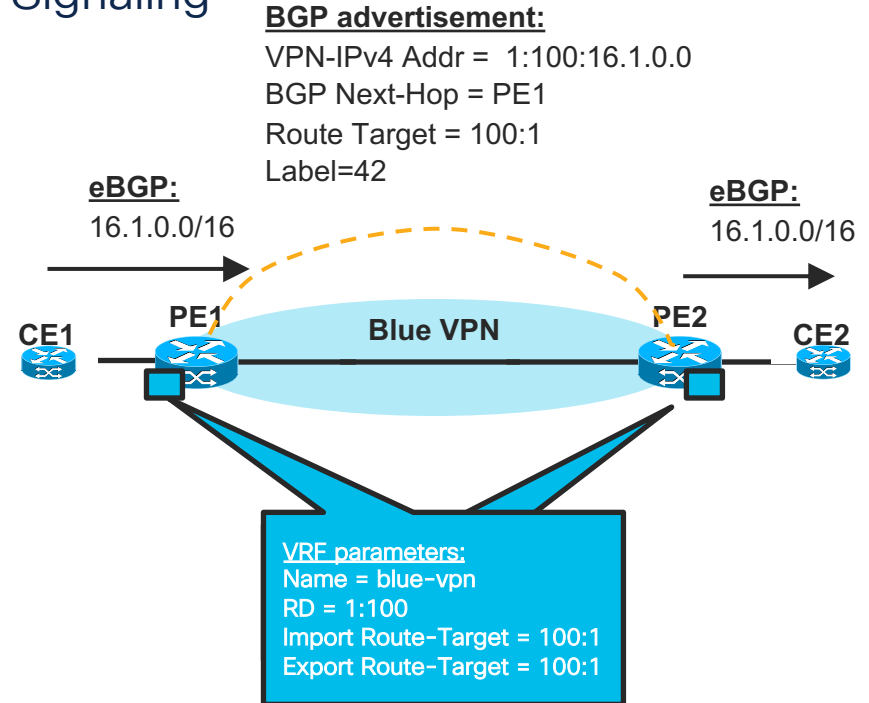 Signaling
BGP advertisement:
VPN-IPv4 Addr = 1:100:16.1.0.0
BGP Next-Hop = PE1
Route Target = 100:1
Label=42
eBGP:
16.1.0.0/16
eBGP:
16.1.0.0/16
CE1
PE1
Blue VPN
PE2
CE2
VRF parameters:
Name = blue-vpn
RD = 1:100
Import Route-Target = 100:1
Export Route-Target = 100:1